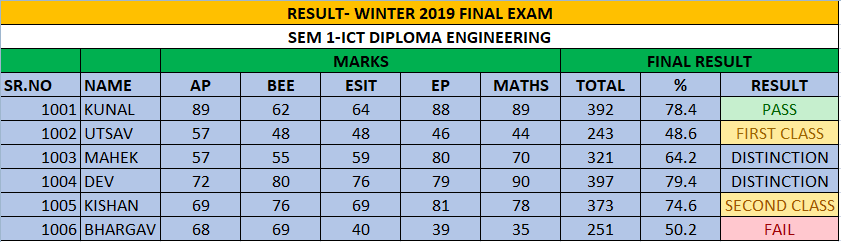 RESULT- WINTER 2019 FINAL EXAM
SEM 1-ICT DIPLOMA ENGINEERING
MARKS FINAL RESULT
SR.NO NAME AP BEE ESIT EP MATHS TOTAL % RESULT
1001 KUNAL 89 62 64 88 89 392 78.4 PASS
1002 UTSAV 57 48 48 46 44 243 48.6 FIRST CLASS
1003 MAHEK 57 55 59 80 70 321 64.2 DISTINCTION
1004 DEV 72 80 76 79 90 397 79.4 DISTINCTION
1005 KISHAN 69 76 69 81 78 373 74.6 SECOND CLASS
1006 BHARGAV 68 69 40 39 35 251 50.2 FAIL